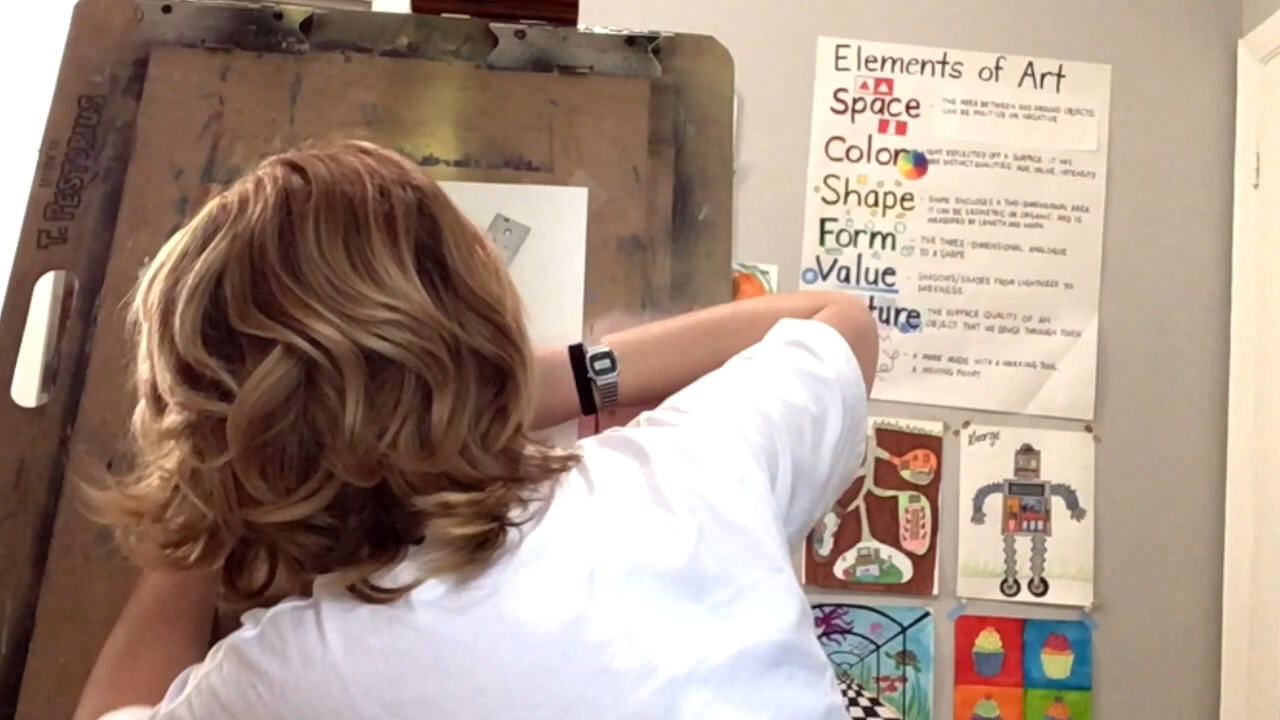 Elements of Art
Space - THE AREA BETWEEN AND AROUND OBJECTS
CAN BE POSITIVE OR NEGATIVE
Color LIGHT REFLECTED OFF A SURFACE. IT HAS
DISTINCT QUALITIES: HUE, VALUE, INTENSITY
Shape - SHAPE ENCLOSES A TWO-DIMENSIONAL AREA
IT CAN BE GEOMETRIC OR ORGANIC, AND IS
MEASURED BY LENGTH AND WIDTH
Form - THE THREE-DIMENSIONAL ANALOGUE
TO A SHAPE
Value - SHADOWS/SHADES FROM LIGHTNESS TO
DARKNESS
ture THE SURFACE QUALITY OF AN
OBJECT THAT WE SENSE THROUGH TOUCH
- A MARK MADE WITH A MARKING TOOL,
A MOVING POINT
George
PESTORIUS